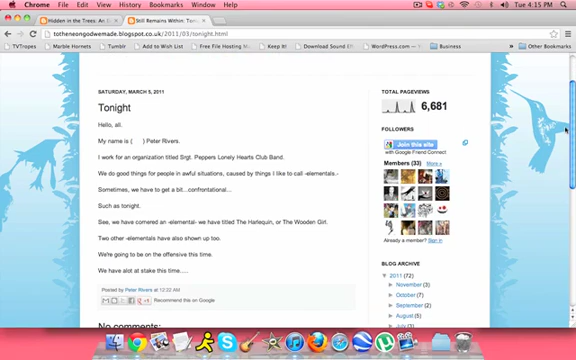 Chrome File Edit View History Bookmarks Window Help Tue 4:15 PM
Hidden in the Trees: An Still Remains Within: Tonight
totheneongodwemade.blogspot.co.uk/2011/03/tonight.html
TVTropes Marble Hornets Tumblr Add to Wish List Free File Hosting Keep It! Download Sound Eff WordPress.com Business Other Bookmarks
SATURDAY, MARCH 5, 2011
Tonight
Hello, all.
My name is ( ) Peter Rivers.
I work for an organization titled Srgt. Peppers Lonely Hearts Club Band.
We do good things for people in awful situations, caused by things I like to call -elementals.-
Sometimes, we have to get a bit...confrontational...
Such as tonight.
See, we have cornered an -elemental- we have titled The Harlequin, or The Wooden Girl.
Two other -elementals have also shown up too.
We're going to be on the offensive this time.
We have alot at stake this time.....
Posted by Peter Rivers at 12:22 AM
Recommend this on Google
No comments:
TOTAL PAGEVIEWS
6,681
FOLLOWERS
Join this site
with Google Friend Connect
Members (33) More »
Already a member? Sign in
BLOG ARCHIVE
▼ 2011 (72)
► November (3)
► October (7)
► September (6)
► August (5)